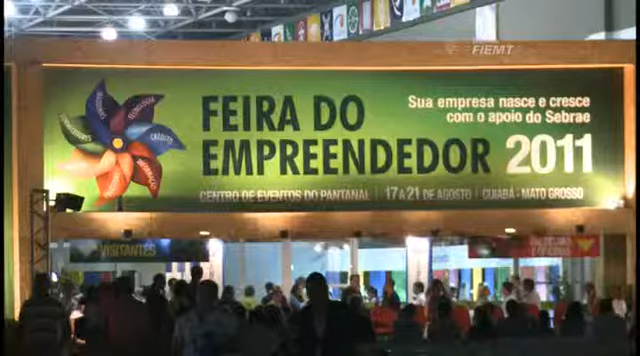 FIEMT
FEIRA DO
EMPREENDEDOR
2011
Sua empresa nasce e cresce
com o apoio do Sebrae
CENTRO DE EVENTOS DO PANTANAL | 17 A 21 DE AGOSTO | CUIABÁ - MATO GROSSO
VISITANTES